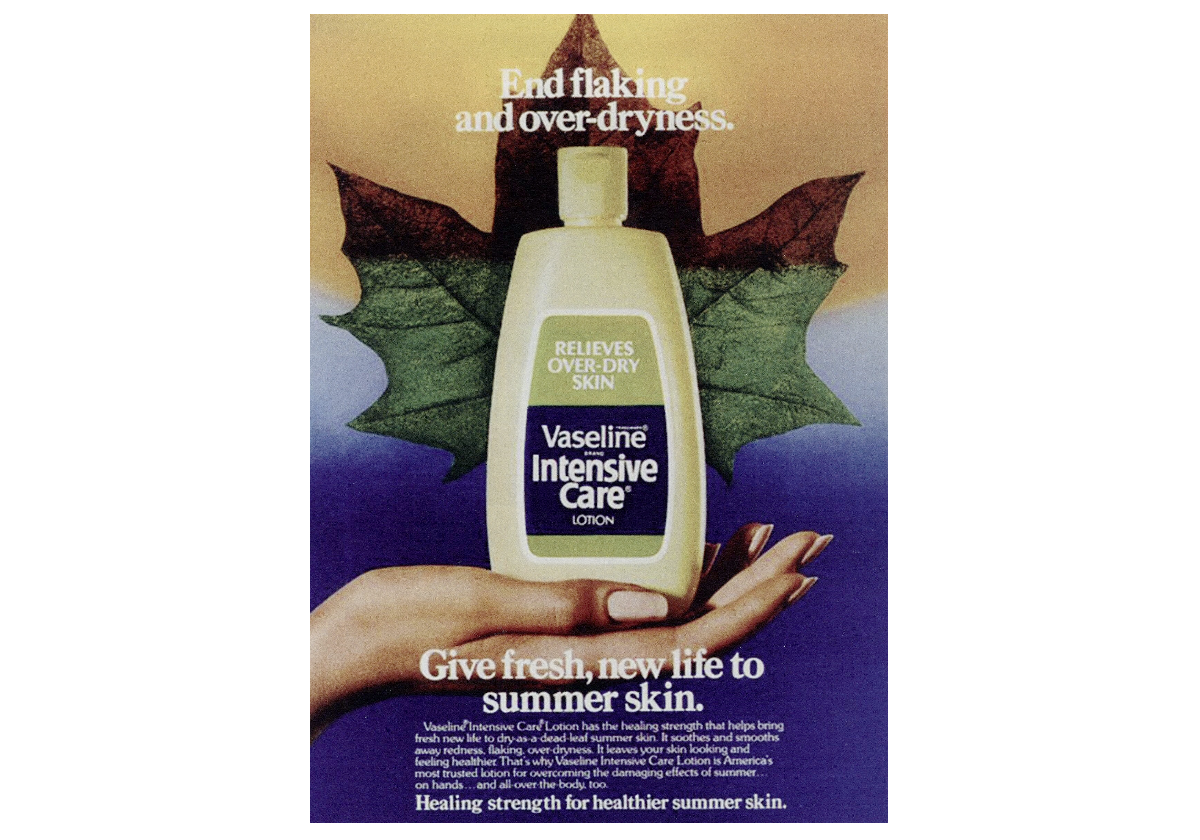 End flaking
and over-dryness.
RELIEVES
OVER-DRY
SKIN
Vaseline®
BRAND
Intensive
Care®
LOTION
Give fresh, new life to
summer skin.
Vaseline® Intensive Care® Lotion has the healing strength that helps bring
fresh new life to dry-as-a-dead-leaf summer skin. It soothes and smooths
away redness, flaking, over-dryness. It leaves your skin looking and
feeling healthier. That's why Vaseline Intensive Care Lotion is America's
most trusted lotion for overcoming the damaging effects of summer...
on hands...and all-over-the-body, too.
Healing strength for healthier summer skin.